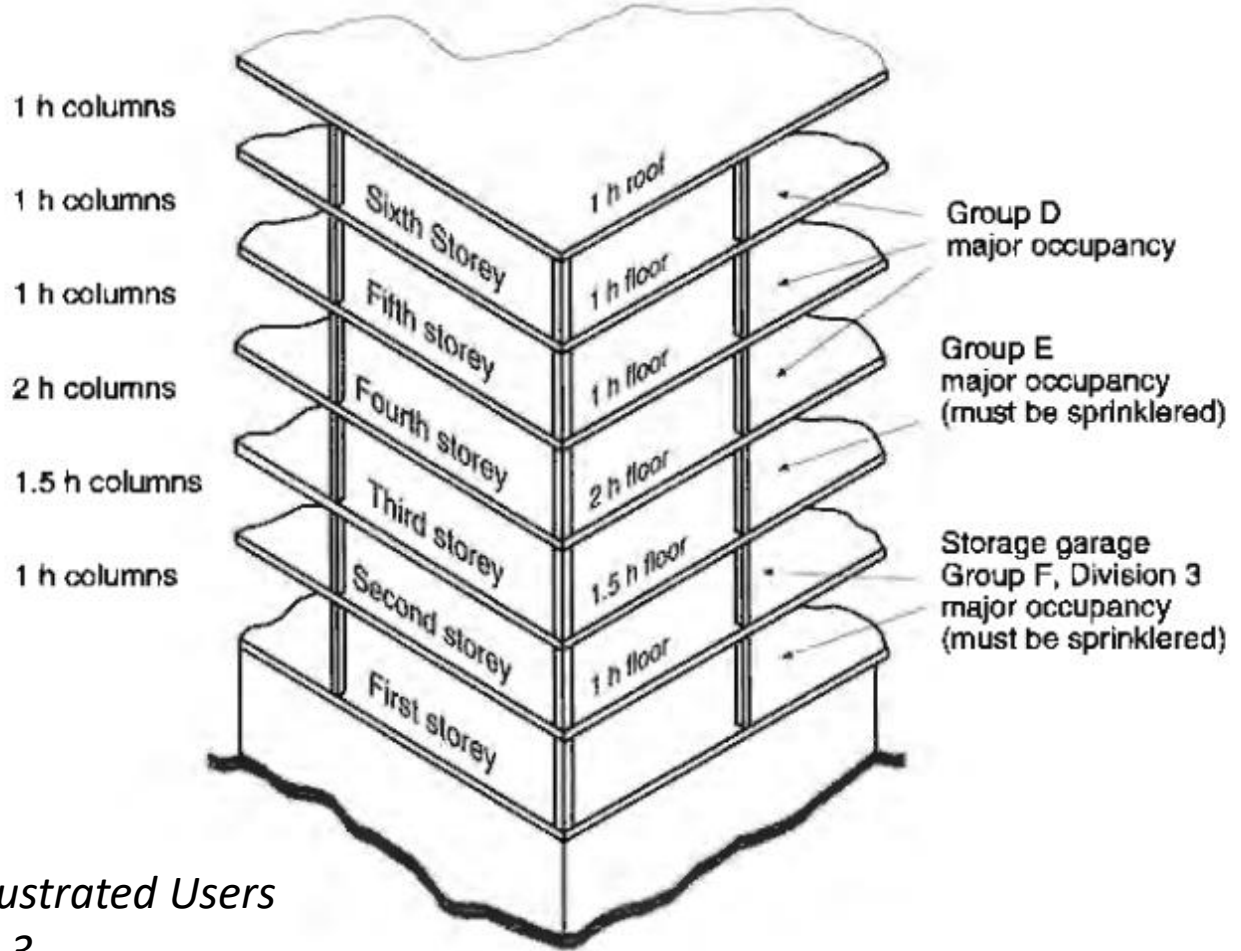 1 h columns
1 h columns
1 h columns
2 h columns
1.5 h columns
1 h columns
Sixth Storey
Fifth storey
Fourth storey
Third storey
Second storey
First storey
1 h roof
1 h floor
1 h floor
2 h floor
1.5 h floor
1 h floor
Group D
major occupancy
Group E
major occupancy
(must be sprinklered)
Storage garage
Group F, Division 3
major occupancy
(must be sprinklered)
ustrated Users
3